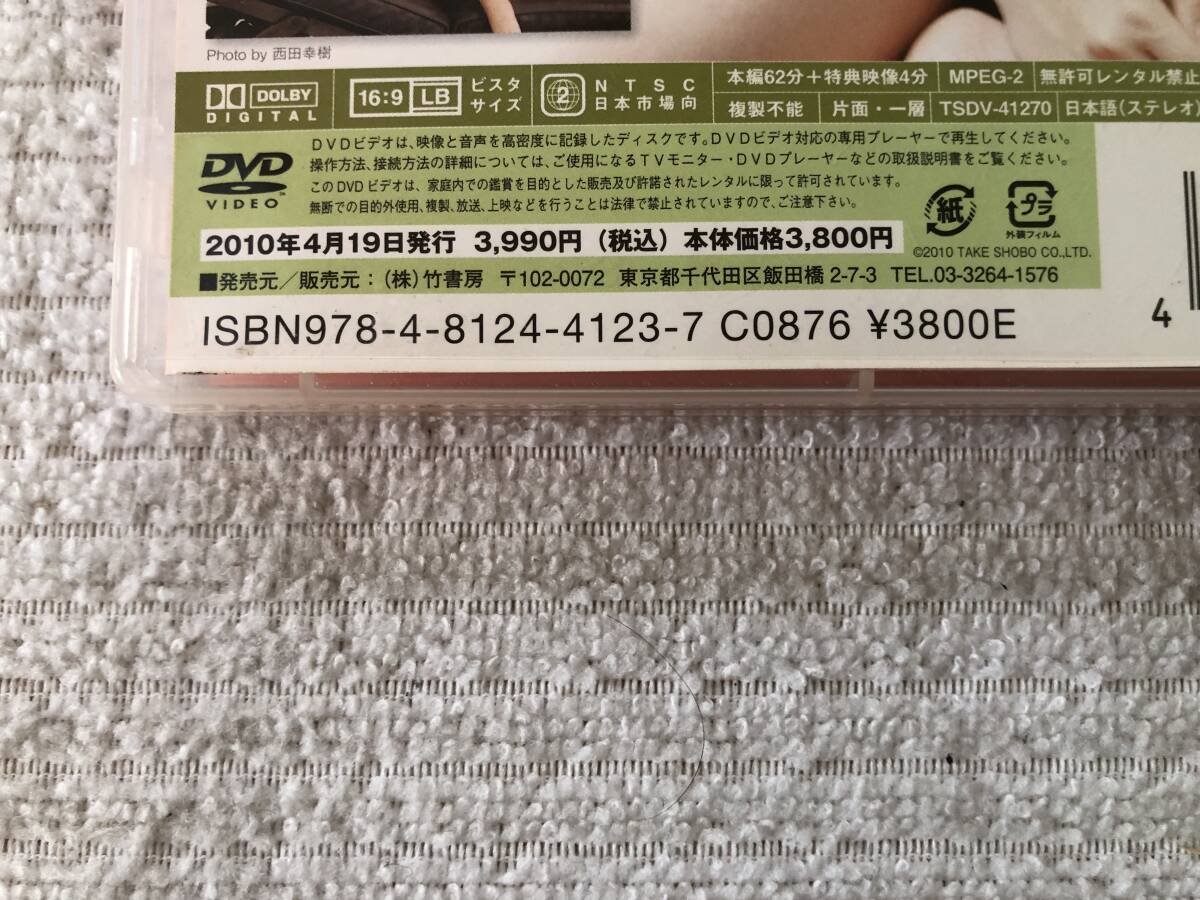 Photo by 西田幸樹
DOLBY DIGITAL
16:9 LB ビスタサイズ
2 NTSC 日本市場向
本編62分+特典映像4分 MPEG-2 無許可レンタル禁止
複製不能 片面・一層 TSDV-41270 日本語(ステレオ)
DVDビデオは、映像と音声を高密度に記録したディスクです。DVDビデオ対応の専用プレーヤーで再生してください。
操作方法、接続方法の詳細については、ご使用になるTVモニター・DVDプレーヤーなどの取扱説明書をご覧ください。
このDVDビデオは、家庭内での鑑賞を目的とした販売及び許諾されたレンタルに限って許可されています。
無断での目的外使用、複製、放送、上映などを行うことは法律で禁止されていますので、ご注意下さい。
DVD VIDEO
紙
プラ
外装フィルム
2010年4月19日発行 3,990円(税込)本体価格3,800円
©2010 TAKE SHOBO CO.,LTD.
■発売元/販売元:(株)竹書房 〒102-0072 東京都千代田区飯田橋 2-7-3 TEL.03-3264-1576
ISBN978-4-8124-4123-7 C0876 ¥3800E
4